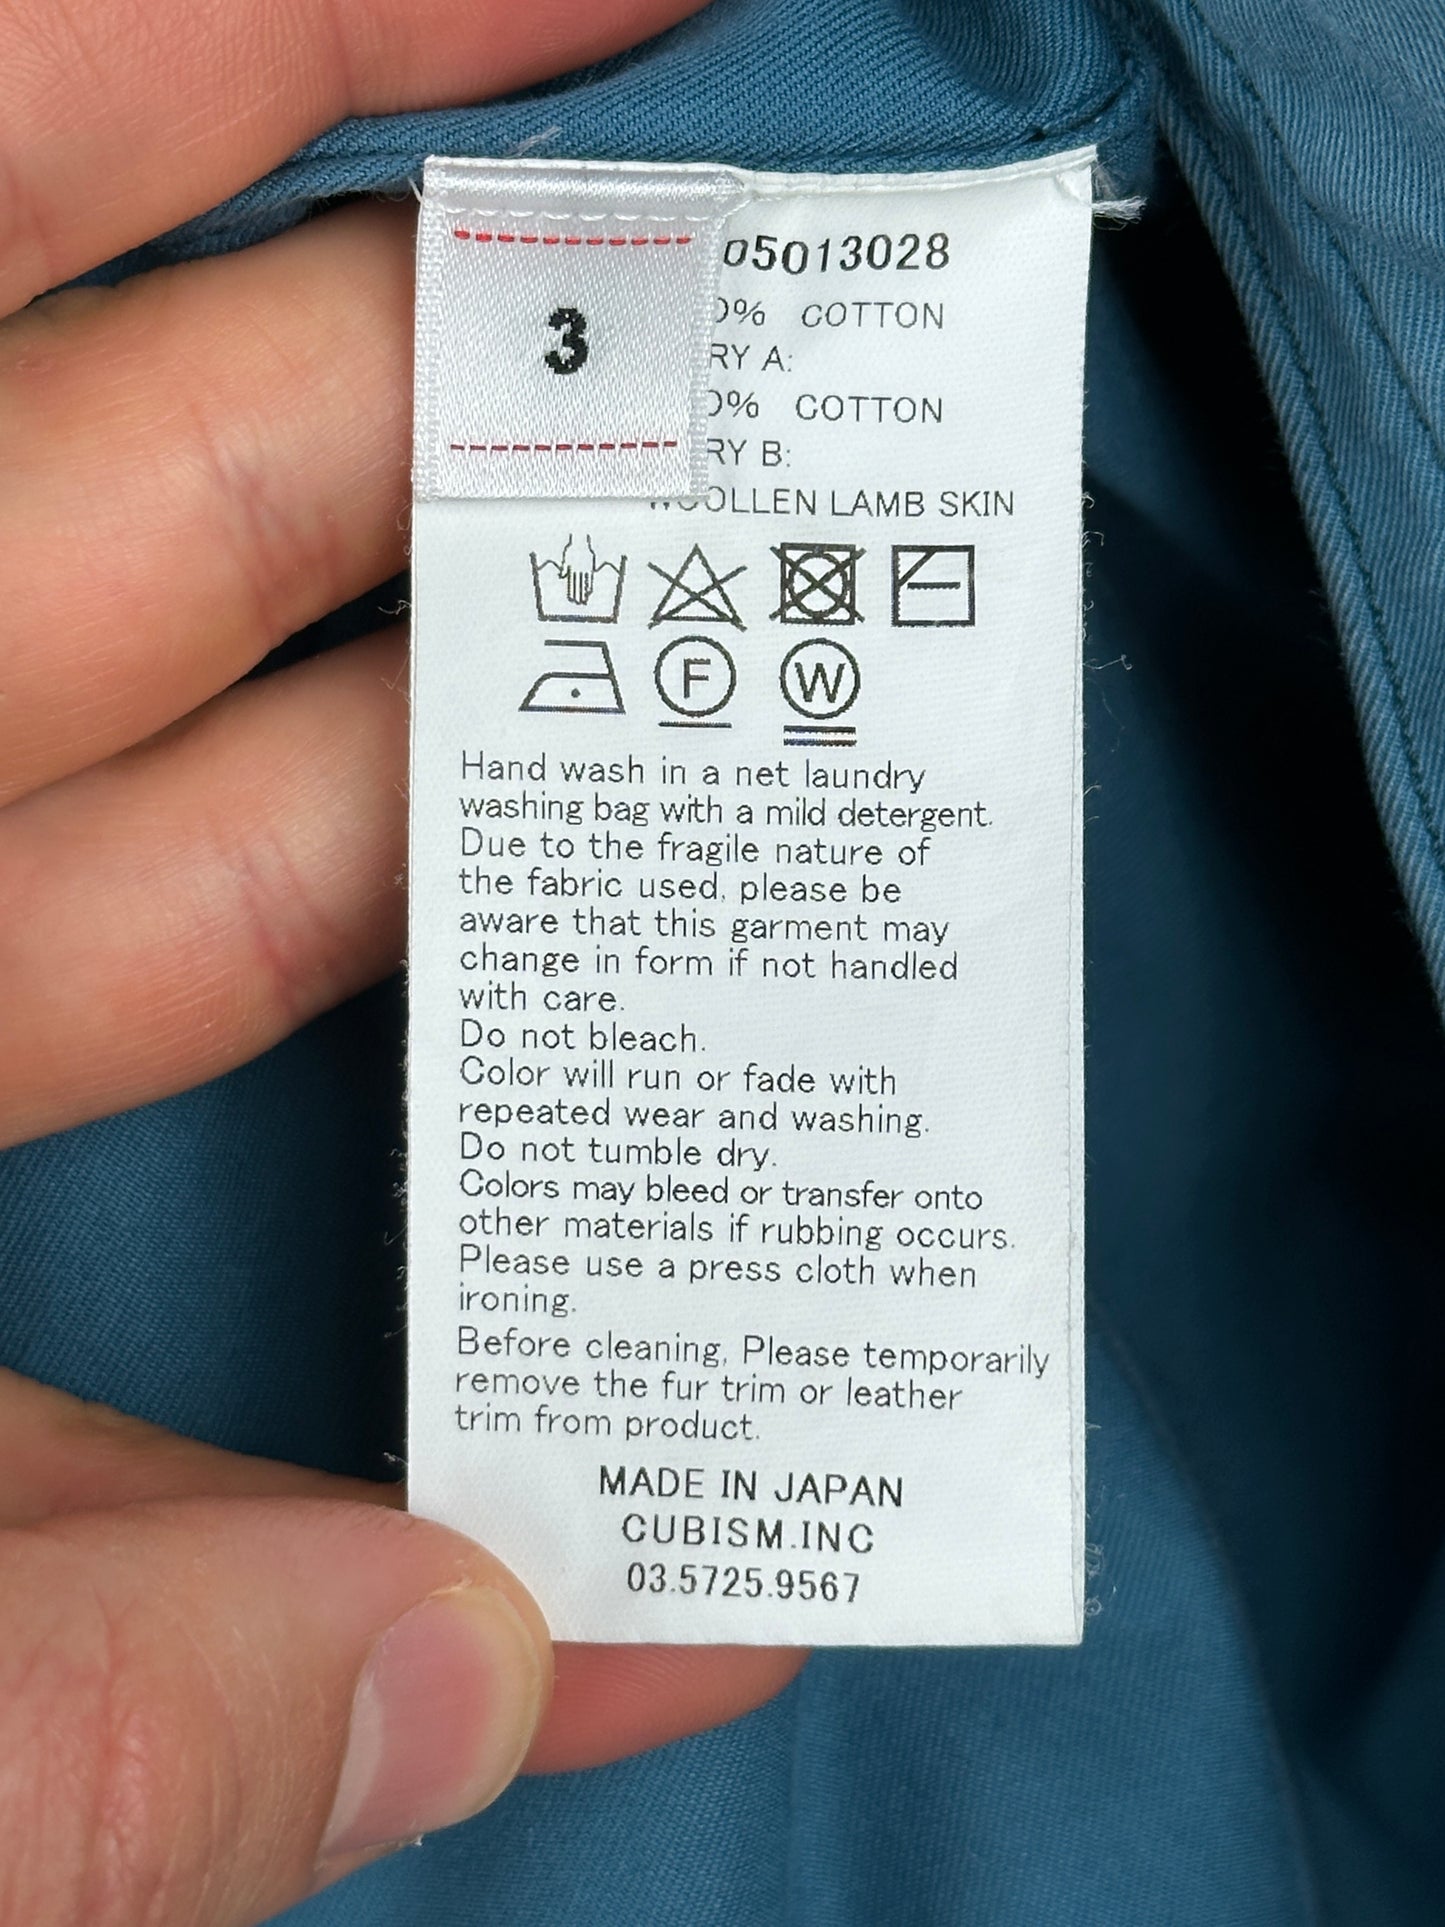 3
05013028
0% COTTON
RY A:
0% COTTON
RY B:
WOOLLEN LAMB SKIN
F
W
Hand wash in a net laundry
washing bag with a mild detergent.
Due to the fragile nature of
the fabric used, please be
aware that this garment may
change in form if not handled
with care.
Do not bleach.
Color will run or fade with
repeated wear and washing.
Do not tumble dry.
Colors may bleed or transfer onto
other materials if rubbing occurs.
Please use a press cloth when
ironing.
Before cleaning, Please temporarily
remove the fur trim or leather
trim from product.
MADE IN JAPAN
CUBISM.INC
03.5725.9567